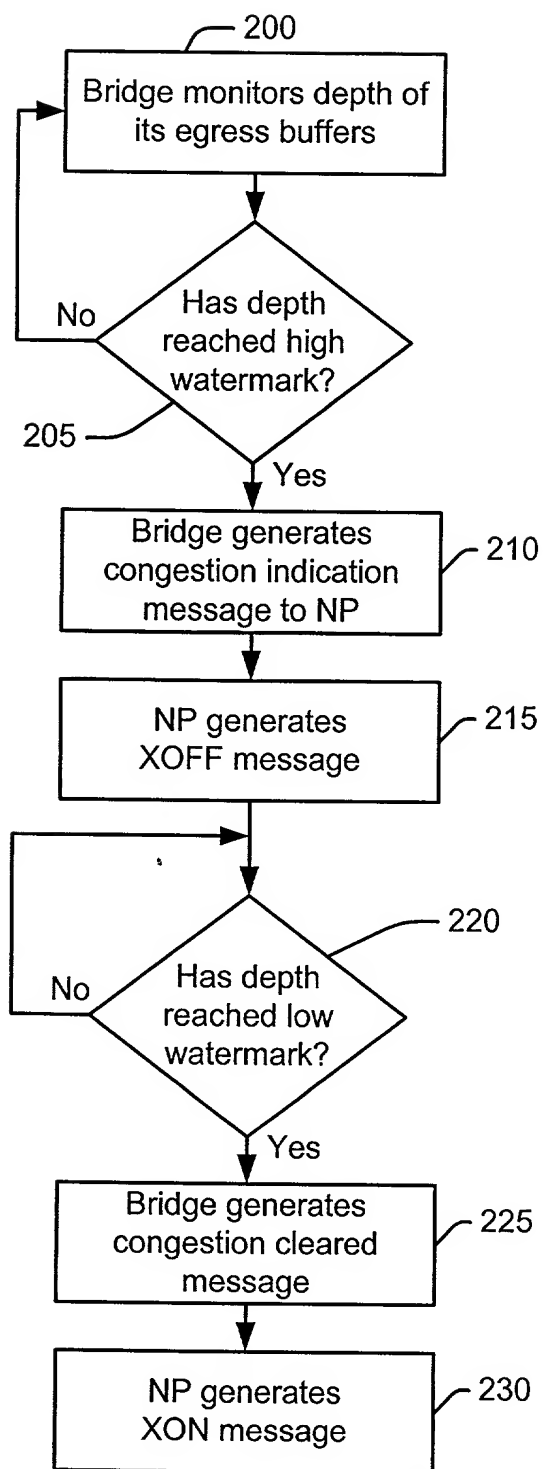 200
Bridge monitors depth of
its egress buffers
No
Has depth
reached high
watermark?
205
Yes
Bridge generates
congestion indication
message to NP
210
NP generates
XOFF message
215
220
No
Has depth
reached low
watermark?
Yes
Bridge generates
congestion cleared
message
225
NP generates
XON message
230